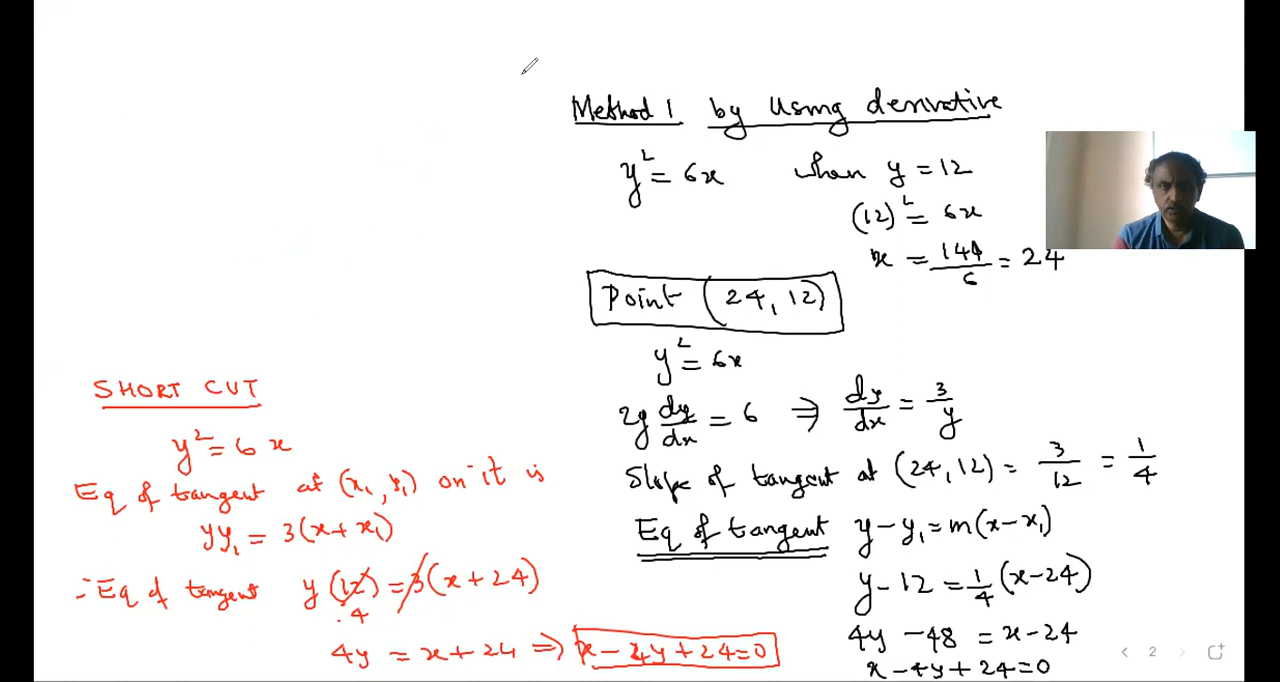 Method 1 by Using derivative
y² = 6x when y = 12
(12)² = 6x
x = 144/6 = 24
Point (24, 12)
y² = 6x
2y dy/dx = 6 ⇒ dy/dx = 3/y
Slope of tangent at (24, 12) = 3/12 = 1/4
Eq of tangent y - y₁ = m(x - x₁)
y - 12 = 1/4 (x - 24)
4y - 48 = x - 24
x - 4y + 24 = 0
SHORT CUT
y² = 6x
Eq of tangent at (x₁, y₁) on it is
yy₁ = 3(x + x₁)
∴ Eq of tangent y(12) = 3(x + 24)
4
4y = x + 24 ⇒ x - 4y + 24 = 0
< 2 >